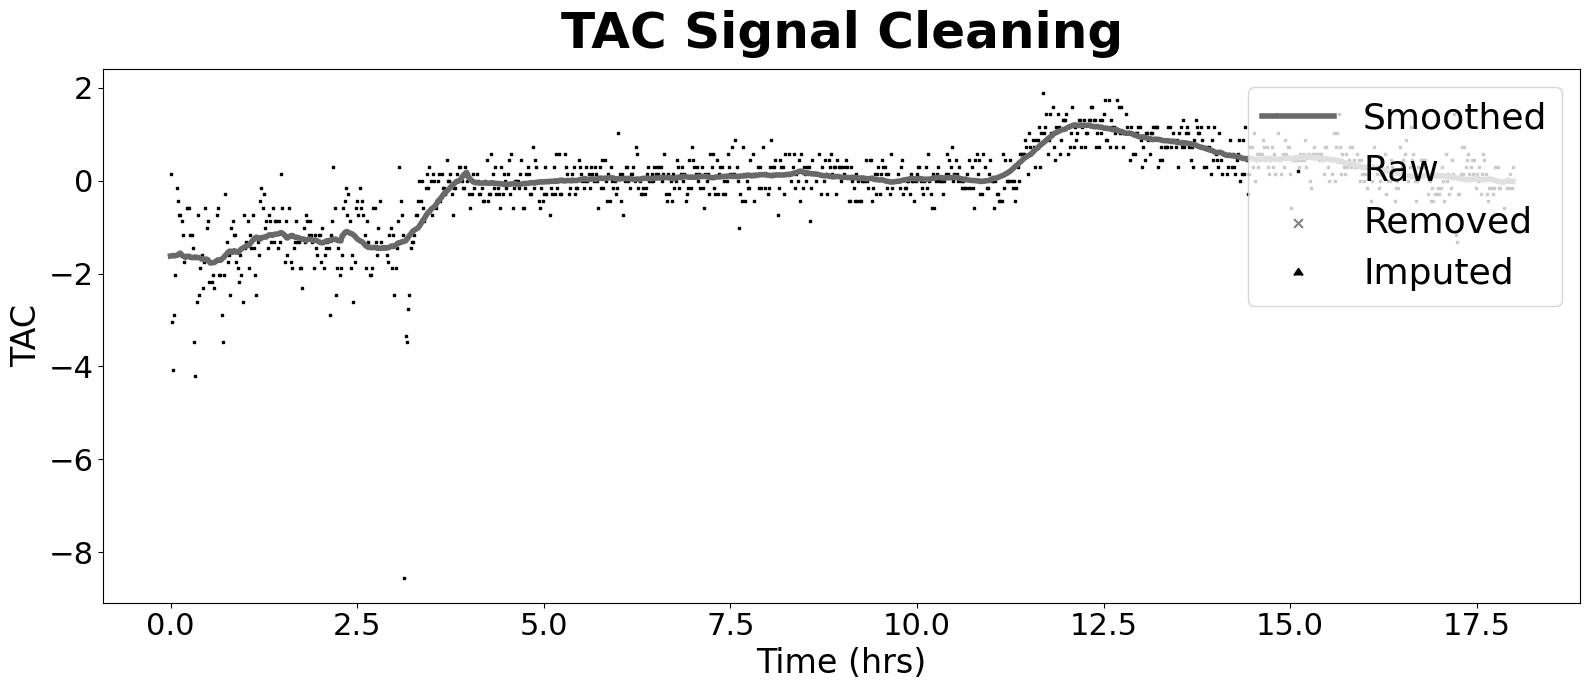 TAC Signal Cleaning
2
0
−2
−4
−6
−8
TAC
Smoothed
Raw
Removed
Imputed
0.0 2.5 5.0 7.5 10.0 12.5 15.0 17.5
Time (hrs)